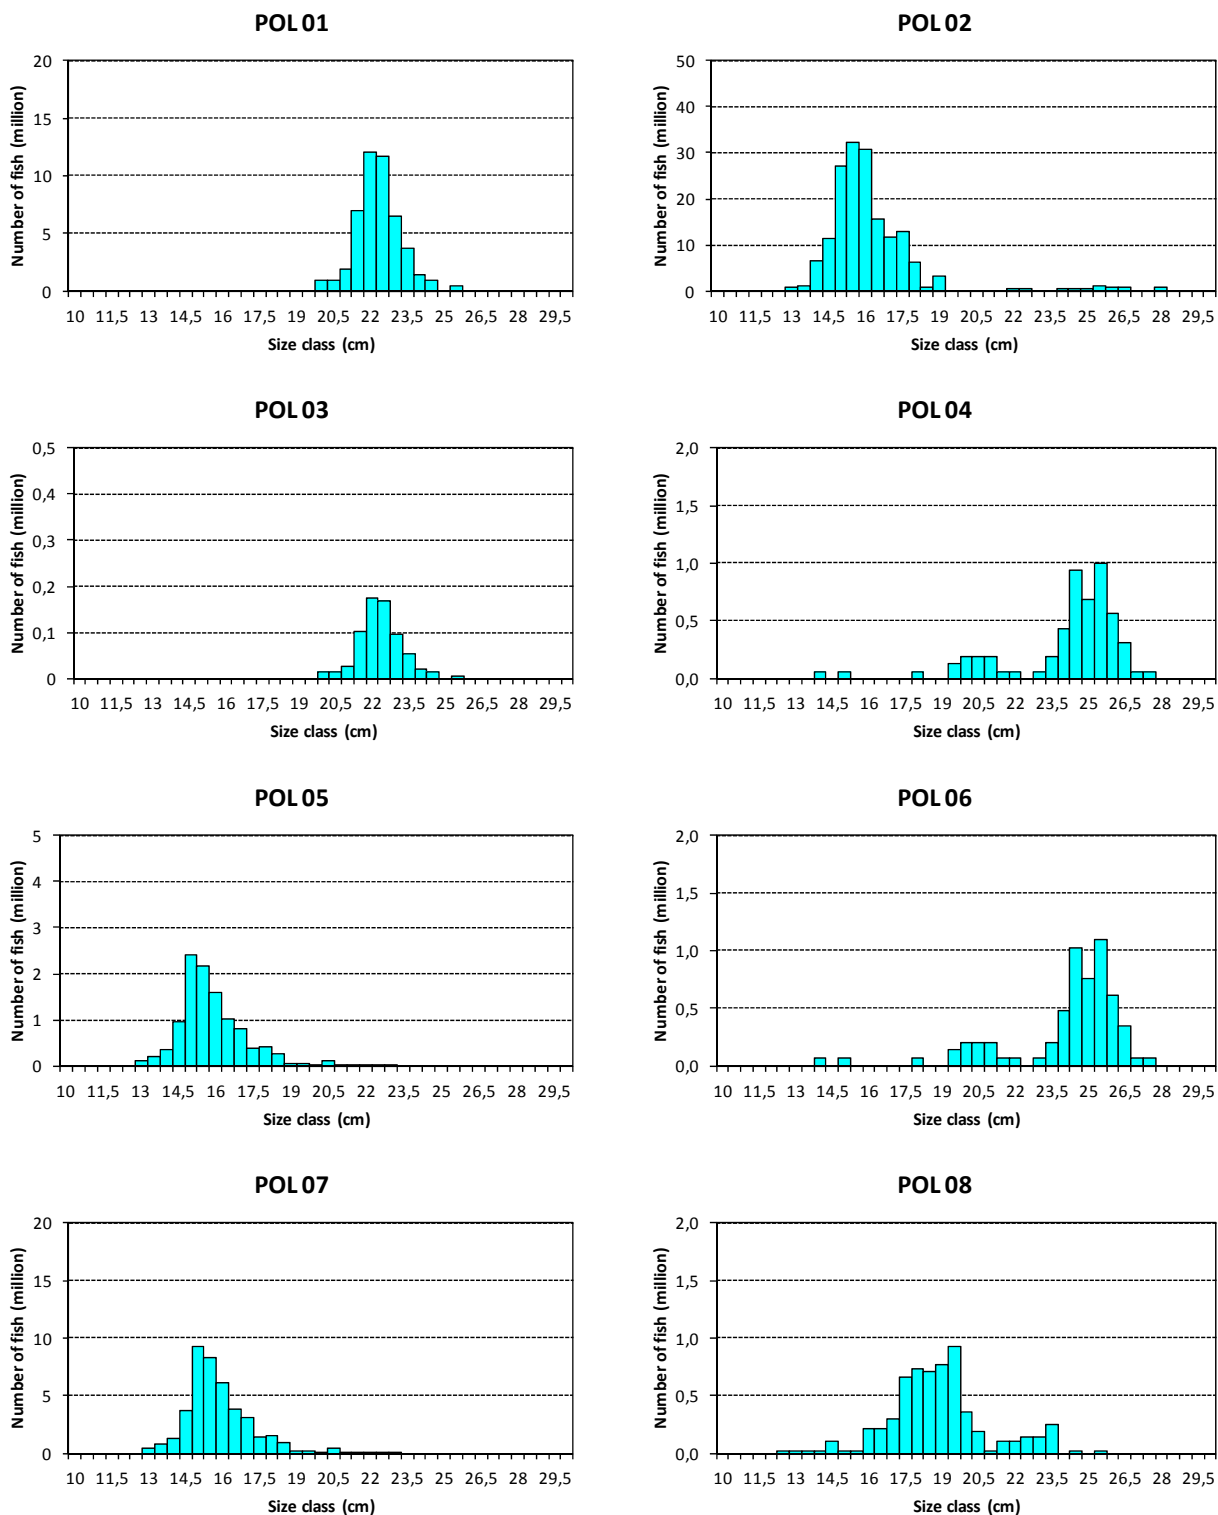 POL 01
Number of fish (million)
20
15
10
5
0
10 11,5 13 14,5 16 17,5 19 20,5 22 23,5 25 26,5 28 29,5
Size class (cm)
POL 02
Number of fish (million)
50
40
30
20
10
0
10 11,5 13 14,5 16 17,5 19 20,5 22 23,5 25 26,5 28 29,5
Size class (cm)
POL 03
Number of fish (million)
0,5
0,4
0,3
0,2
0,1
0
10 11,5 13 14,5 16 17,5 19 20,5 22 23,5 25 26,5 28 29,5
Size class (cm)
POL 04
Number of fish (million)
2,0
1,5
1,0
0,5
0,0
10 11,5 13 14,5 16 17,5 19 20,5 22 23,5 25 26,5 28 29,5
Size class (cm)
POL 05
Number of fish (million)
5
4
3
2
1
0
10 11,5 13 14,5 16 17,5 19 20,5 22 23,5 25 26,5 28 29,5
Size class (cm)
POL 06
Number of fish (million)
2,0
1,5
1,0
0,5
0,0
10 11,5 13 14,5 16 17,5 19 20,5 22 23,5 25 26,5 28 29,5
Size class (cm)
POL 07
Number of fish (million)
20
15
10
5
0
10 11,5 13 14,5 16 17,5 19 20,5 22 23,5 25 26,5 28 29,5
Size class (cm)
POL 08
Number of fish (million)
2,0
1,5
1,0
0,5
0,0
10 11,5 13 14,5 16 17,5 19 20,5 22 23,5 25 26,5 28 29,5
Size class (cm)